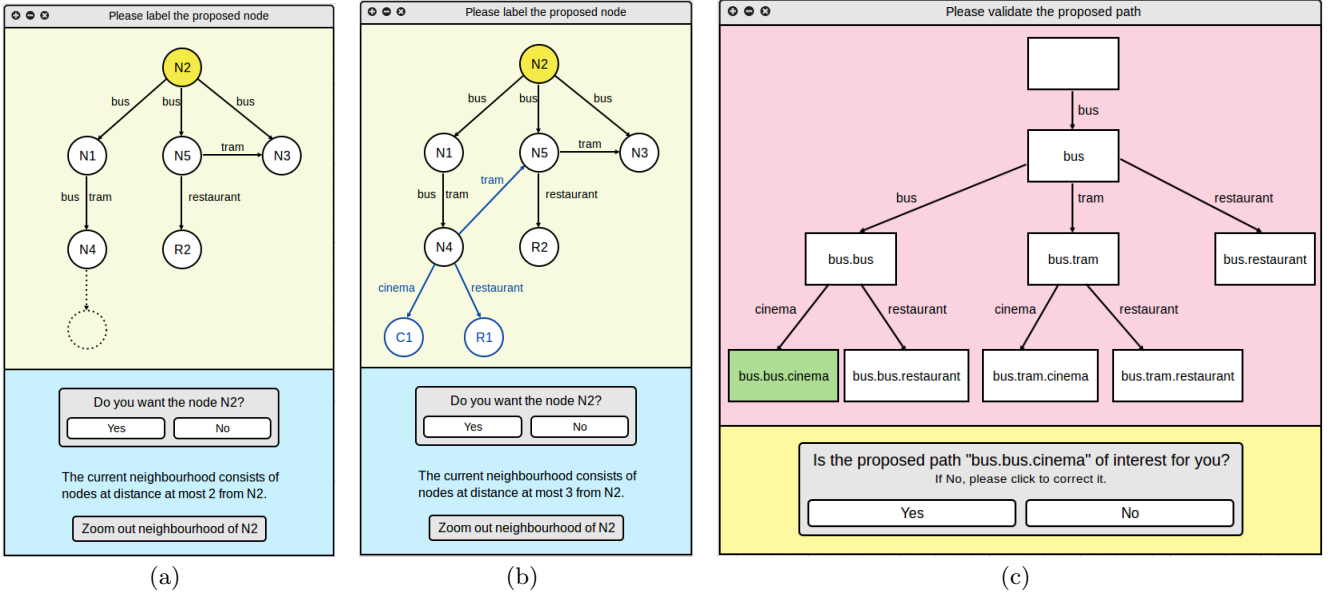 Please label the proposed node
N2
bus
bus
bus
N1
N5
tram
N3
bus
tram
restaurant
N4
R2
Do you want the node N2?
Yes
No
The current neighbourhood consists of
nodes at distance at most 2 from N2.
Zoom out neighbourhood of N2
(a)
Please label the proposed node
N2
bus
bus
bus
N1
N5
tram
N3
tram
bus
tram
restaurant
N4
R2
cinema
restaurant
C1
R1
Do you want the node N2?
Yes
No
The current neighbourhood consists of
nodes at distance at most 3 from N2.
Zoom out neighbourhood of N2
(b)
Please validate the proposed path
bus
bus
bus
tram
restaurant
bus.bus
bus.tram
bus.restaurant
cinema
restaurant
cinema
restaurant
bus.bus.cinema
bus.bus.restaurant
bus.tram.cinema
bus.tram.restaurant
Is the proposed path "bus.bus.cinema" of interest for you?
If No, please click to correct it.
Yes
No
(c)